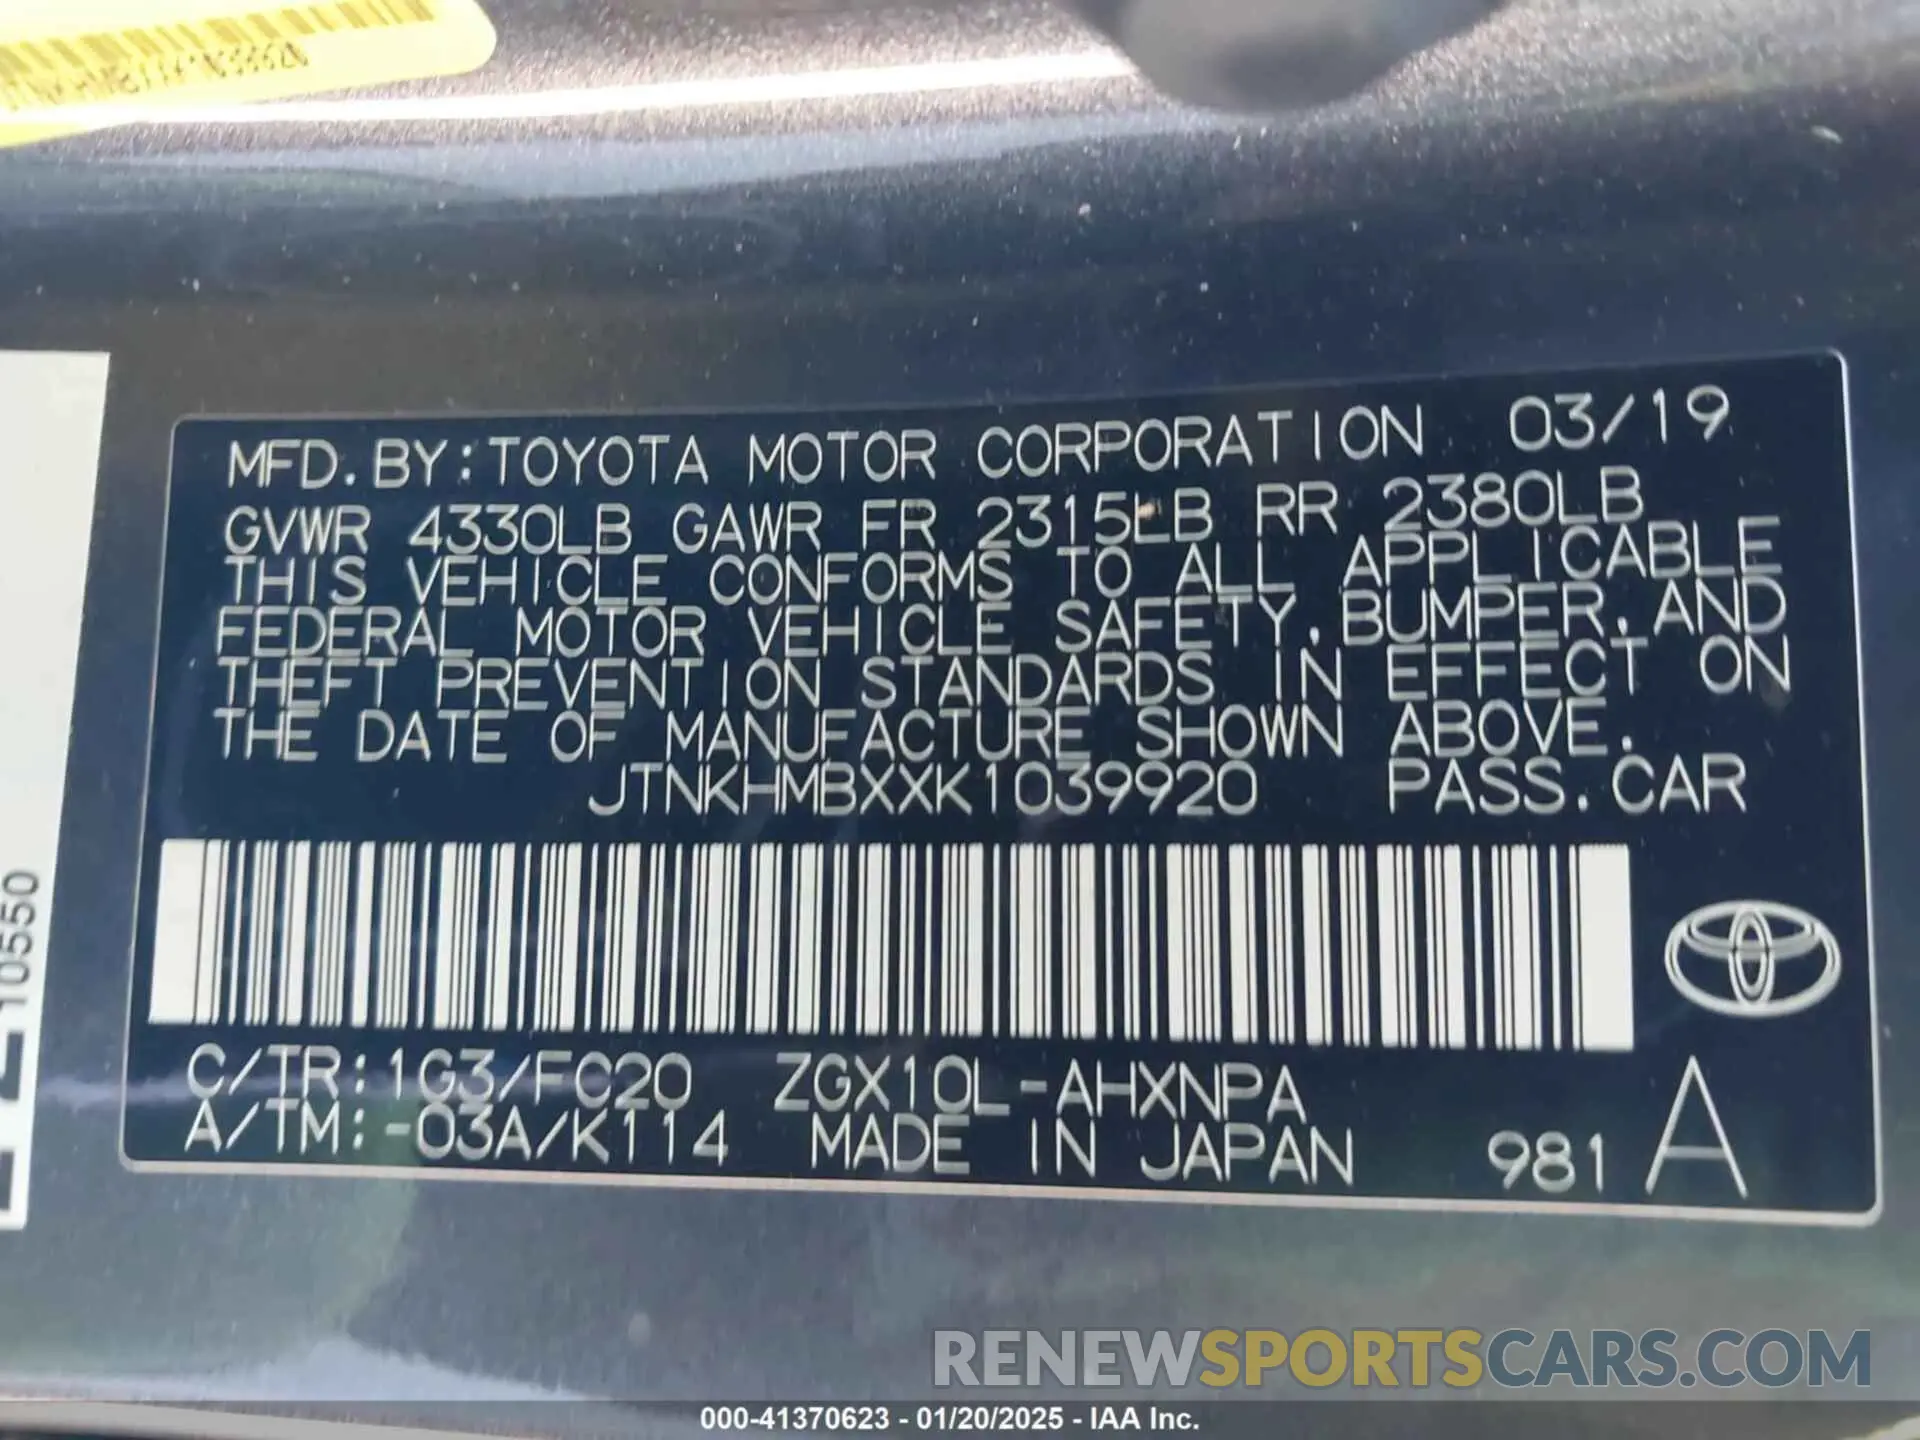 MFD.BY:TOYOTA MOTOR CORPORATION 03/19
GVWR 4330LB GAWR FR 2315LB RR 2380LB
THIS VEHICLE CONFORMS TO ALL APPLICABLE
FEDERAL MOTOR VEHICLE SAFETY, BUMPER, AND
THEFT PREVENTION STANDARDS IN EFFECT ON
THE DATE OF MANUFACTURE SHOWN ABOVE.
JTNKHMBXXK1039920 PASS.CAR
C/TR:1G3/FC20 ZGX10L-AHXNPA
A/TM:-03A/K114 MADE IN JAPAN 981 A
10550
RENEWSPORTSCARS.COM
000-41370623 - 01/20/2025 - IAA Inc.